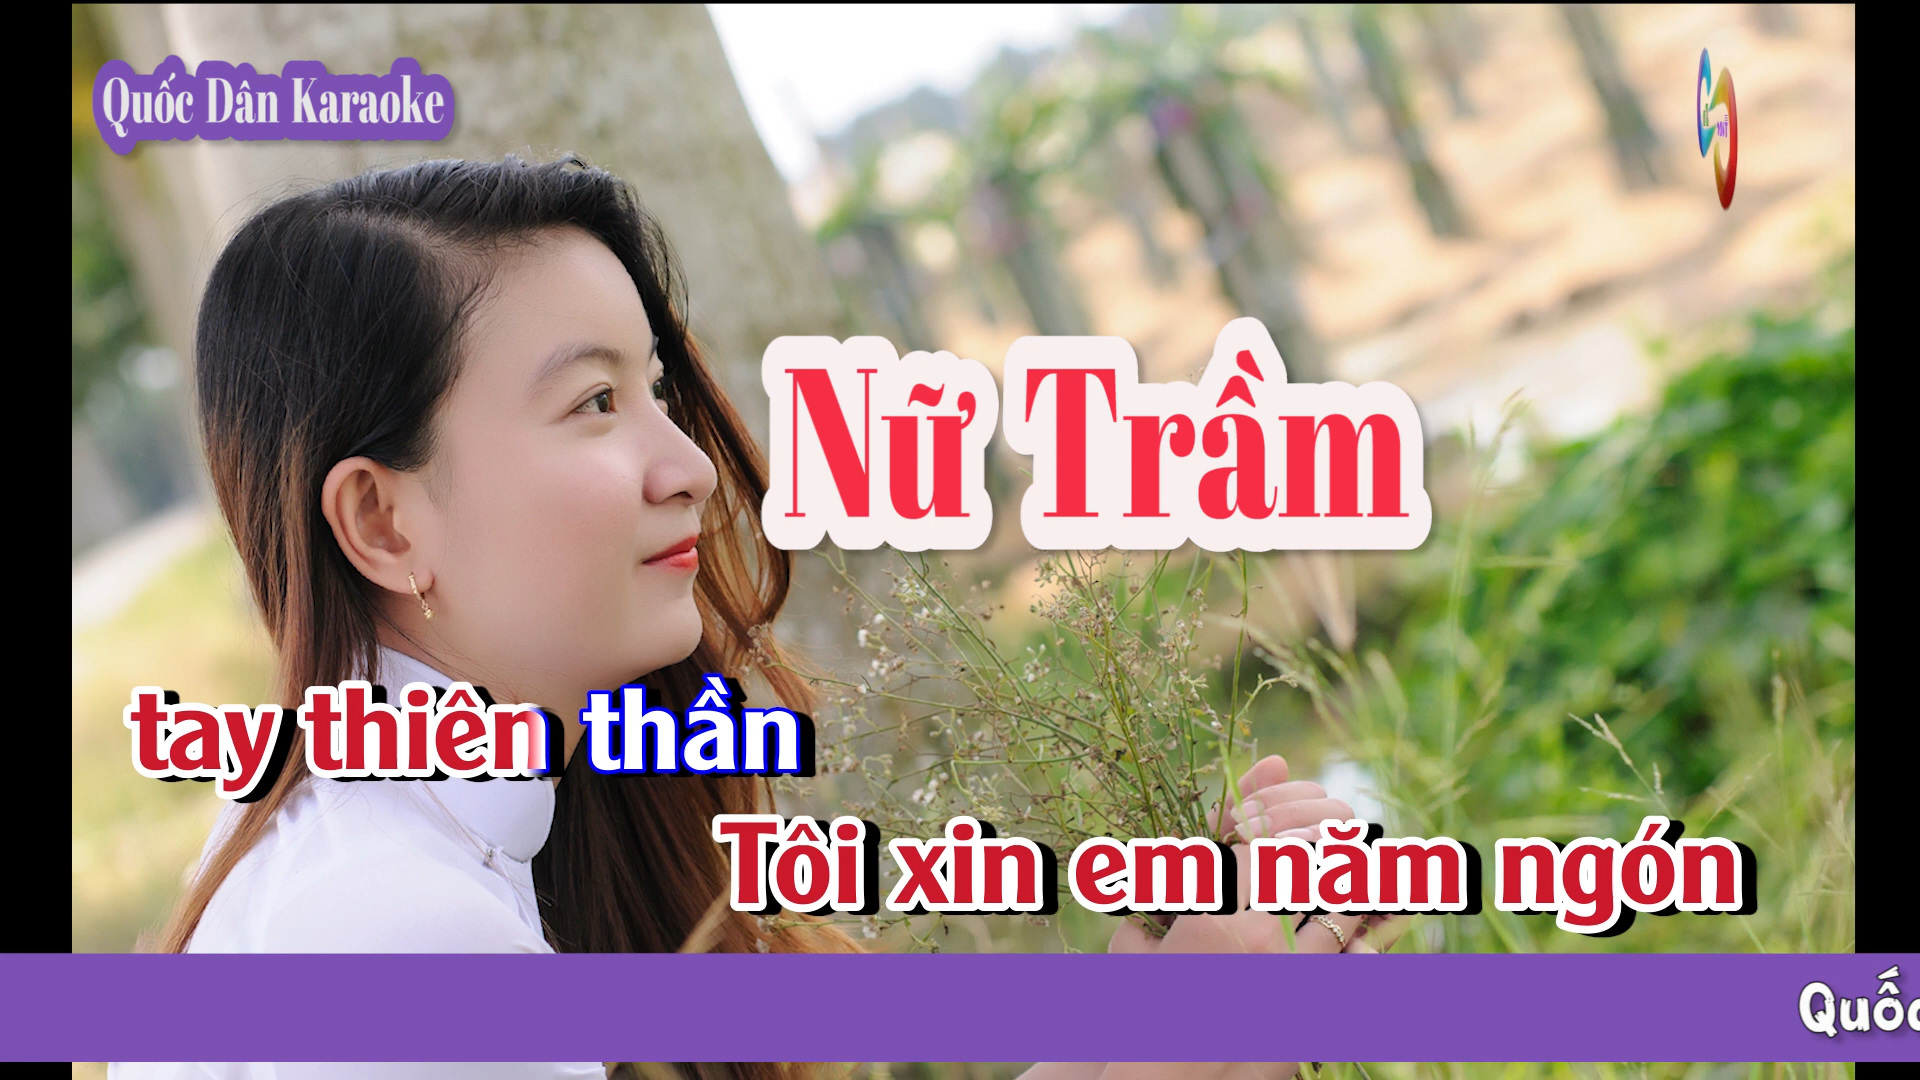 Quốc Dân Karaoke
Nữ Trầm
tay thiên thần
Tôi xin em năm ngón